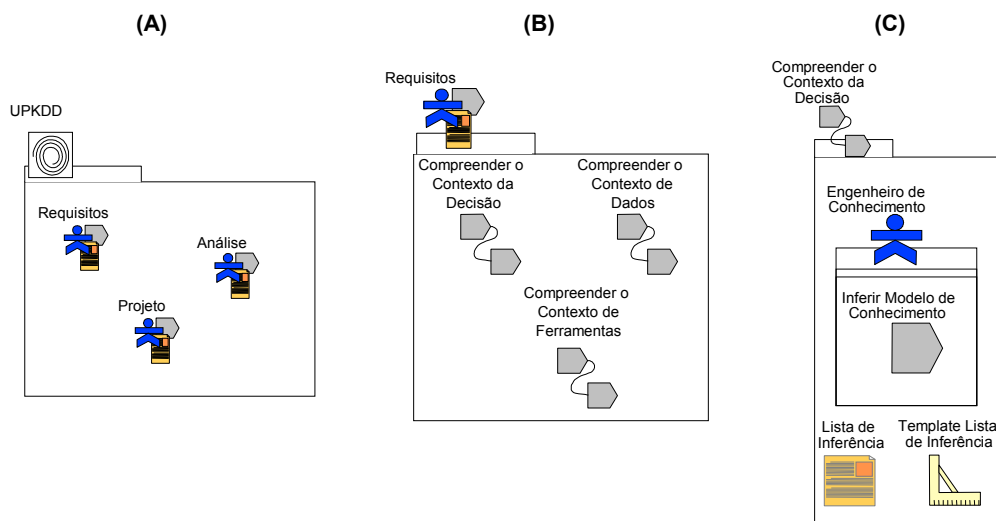 (A)
UPKDD
Requisitos
Análise
Projeto
(B)
Requisitos
Compreender o
Contexto da
Decisão
Compreender o
Contexto de
Dados
Compreender o
Contexto de
Ferramentas
(C)
Compreender o
Contexto da
Decisão
Engenheiro de
Conhecimento
Inferir Modelo de
Conhecimento
Lista de
Inferência
Template Lista
de Inferência